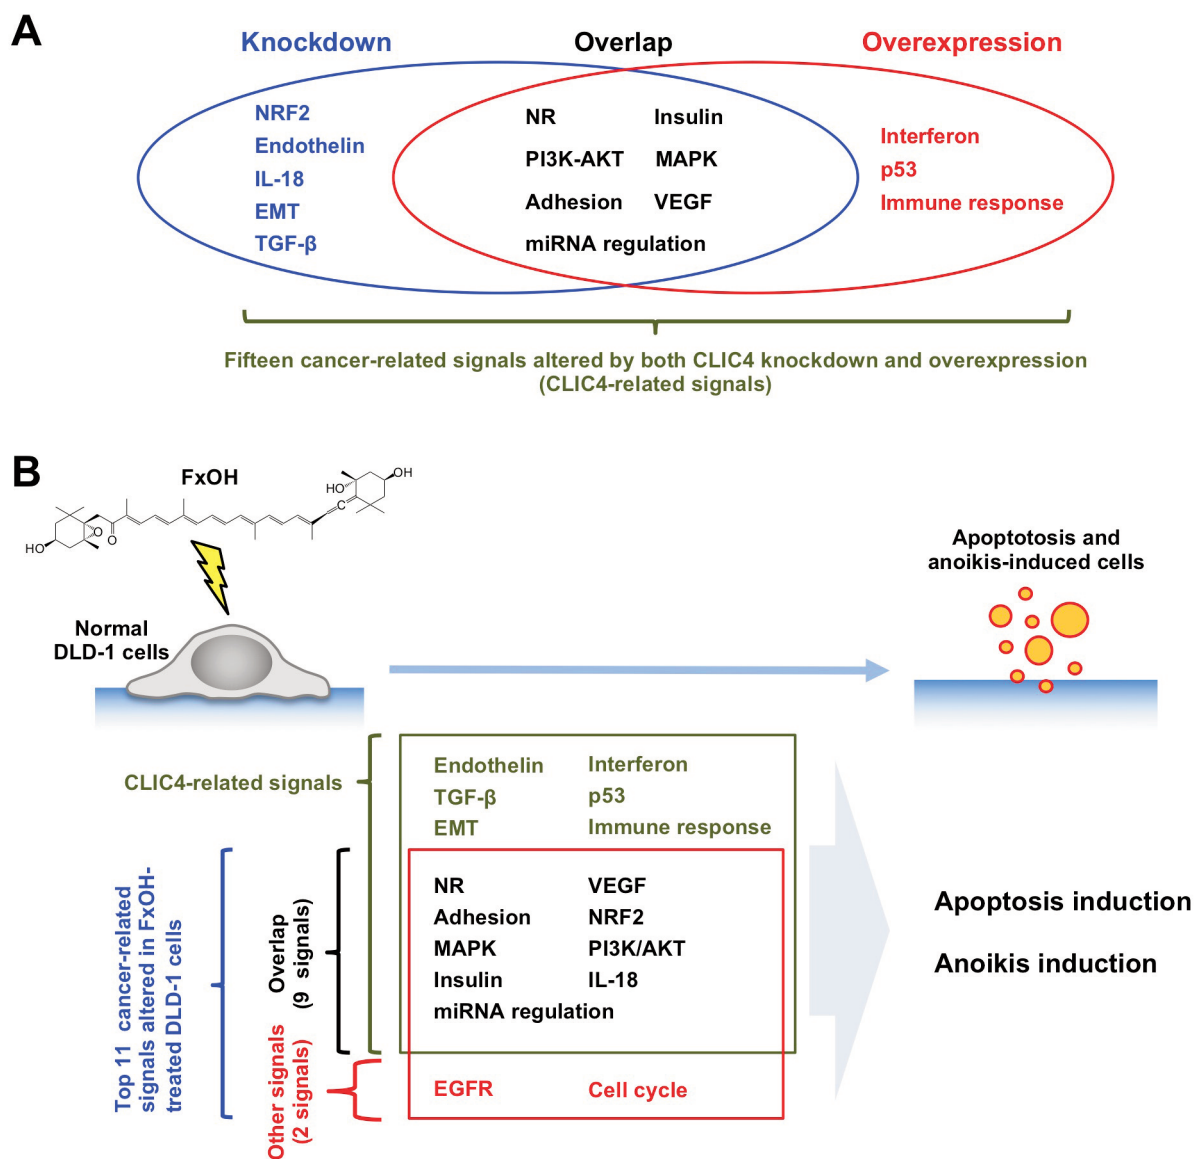 A
Knockdown Overlap Overexpression
NRF2
Endothelin
IL-18
EMT
TGF-β
NR Insulin
PI3K-AKT MAPK
Adhesion VEGF
miRNA regulation
Interferon
p53
Immune response
Fifteen cancer-related signals altered by both CLIC4 knockdown and overexpression
(CLIC4-related signals)
B
FxOH
HO
O
O
C
HO
OH
Normal
DLD-1 cells
Apoptotosis and
anoikis-induced cells
CLIC4-related signals
Endothelin Interferon
TGF-β p53
EMT Immune response
Top 11 cancer-related
signals altered in FxOH-
treated DLD-1 cells
Overlap
(9 signals)
NR VEGF
Adhesion NRF2
MAPK PI3K/AKT
Insulin IL-18
miRNA regulation
Other signals
(2 signals)
EGFR Cell cycle
Apoptosis induction
Anoikis induction